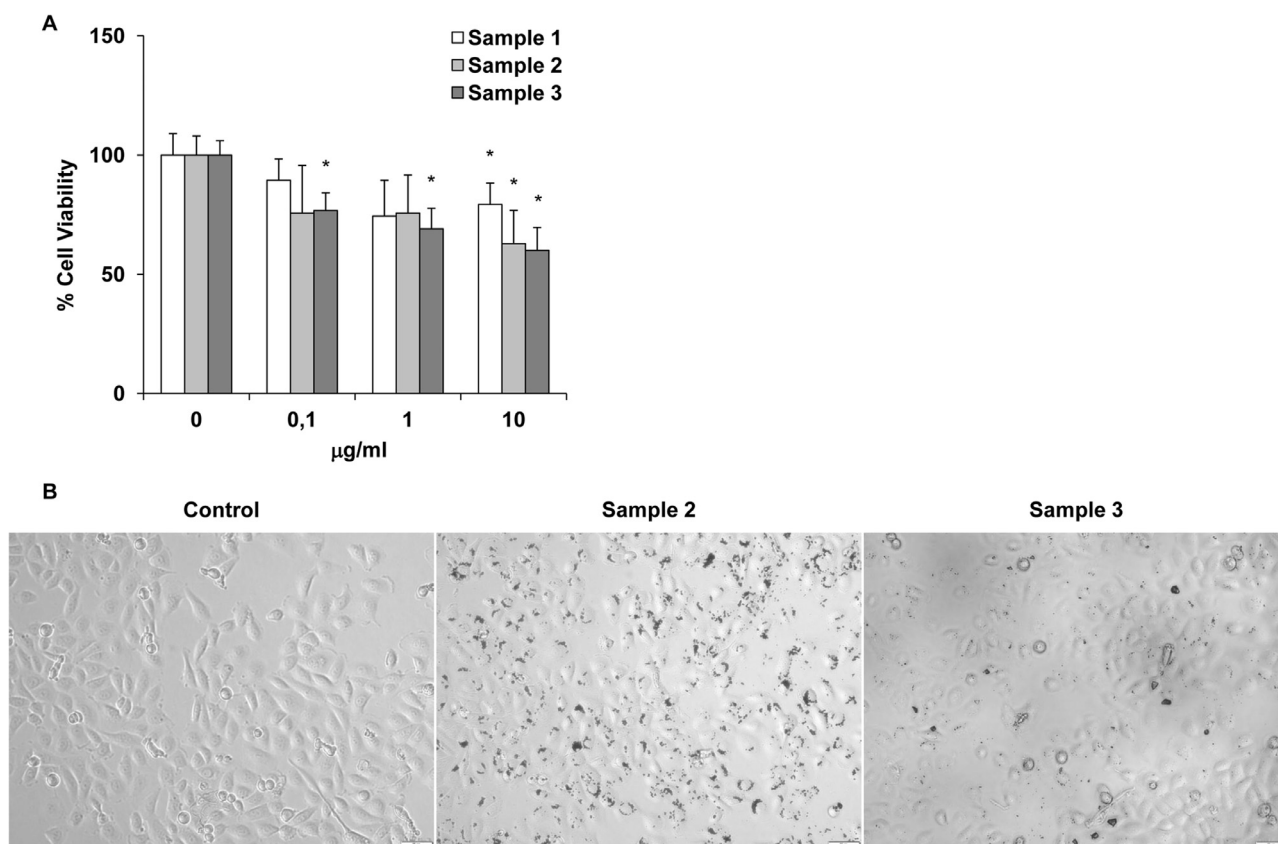 A
150
Sample 1
Sample 2
Sample 3
100
* * * * *
50
0
% Cell Viability
0 0,1 1 10
μg/ml
B
Control Sample 2 Sample 3